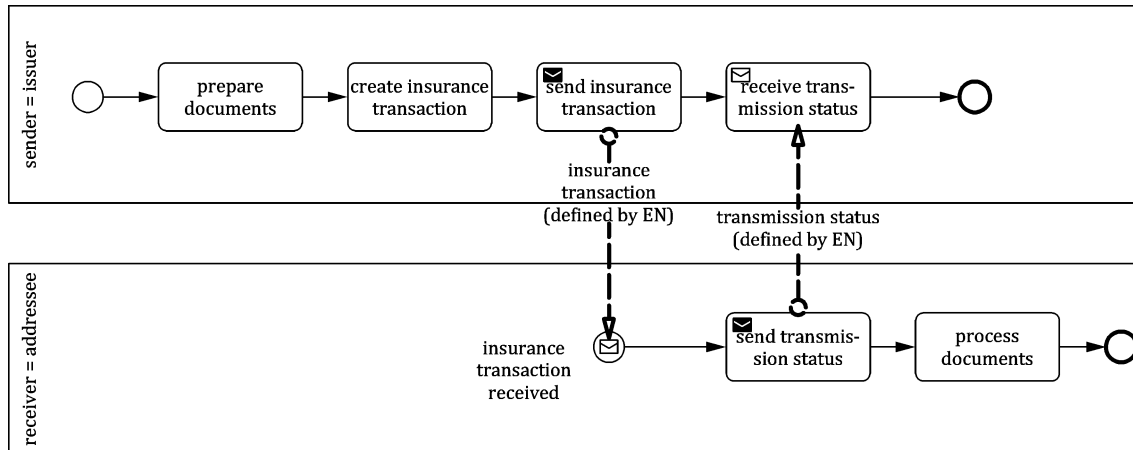 sender = issuer
prepare
documents
create insurance
transaction
send insurance
transaction
receive trans-
mission status
insurance
transaction
(defined by EN)
transmission status
(defined by EN)
receiver = addressee
insurance
transaction
received
send transmis-
sion status
process
documents